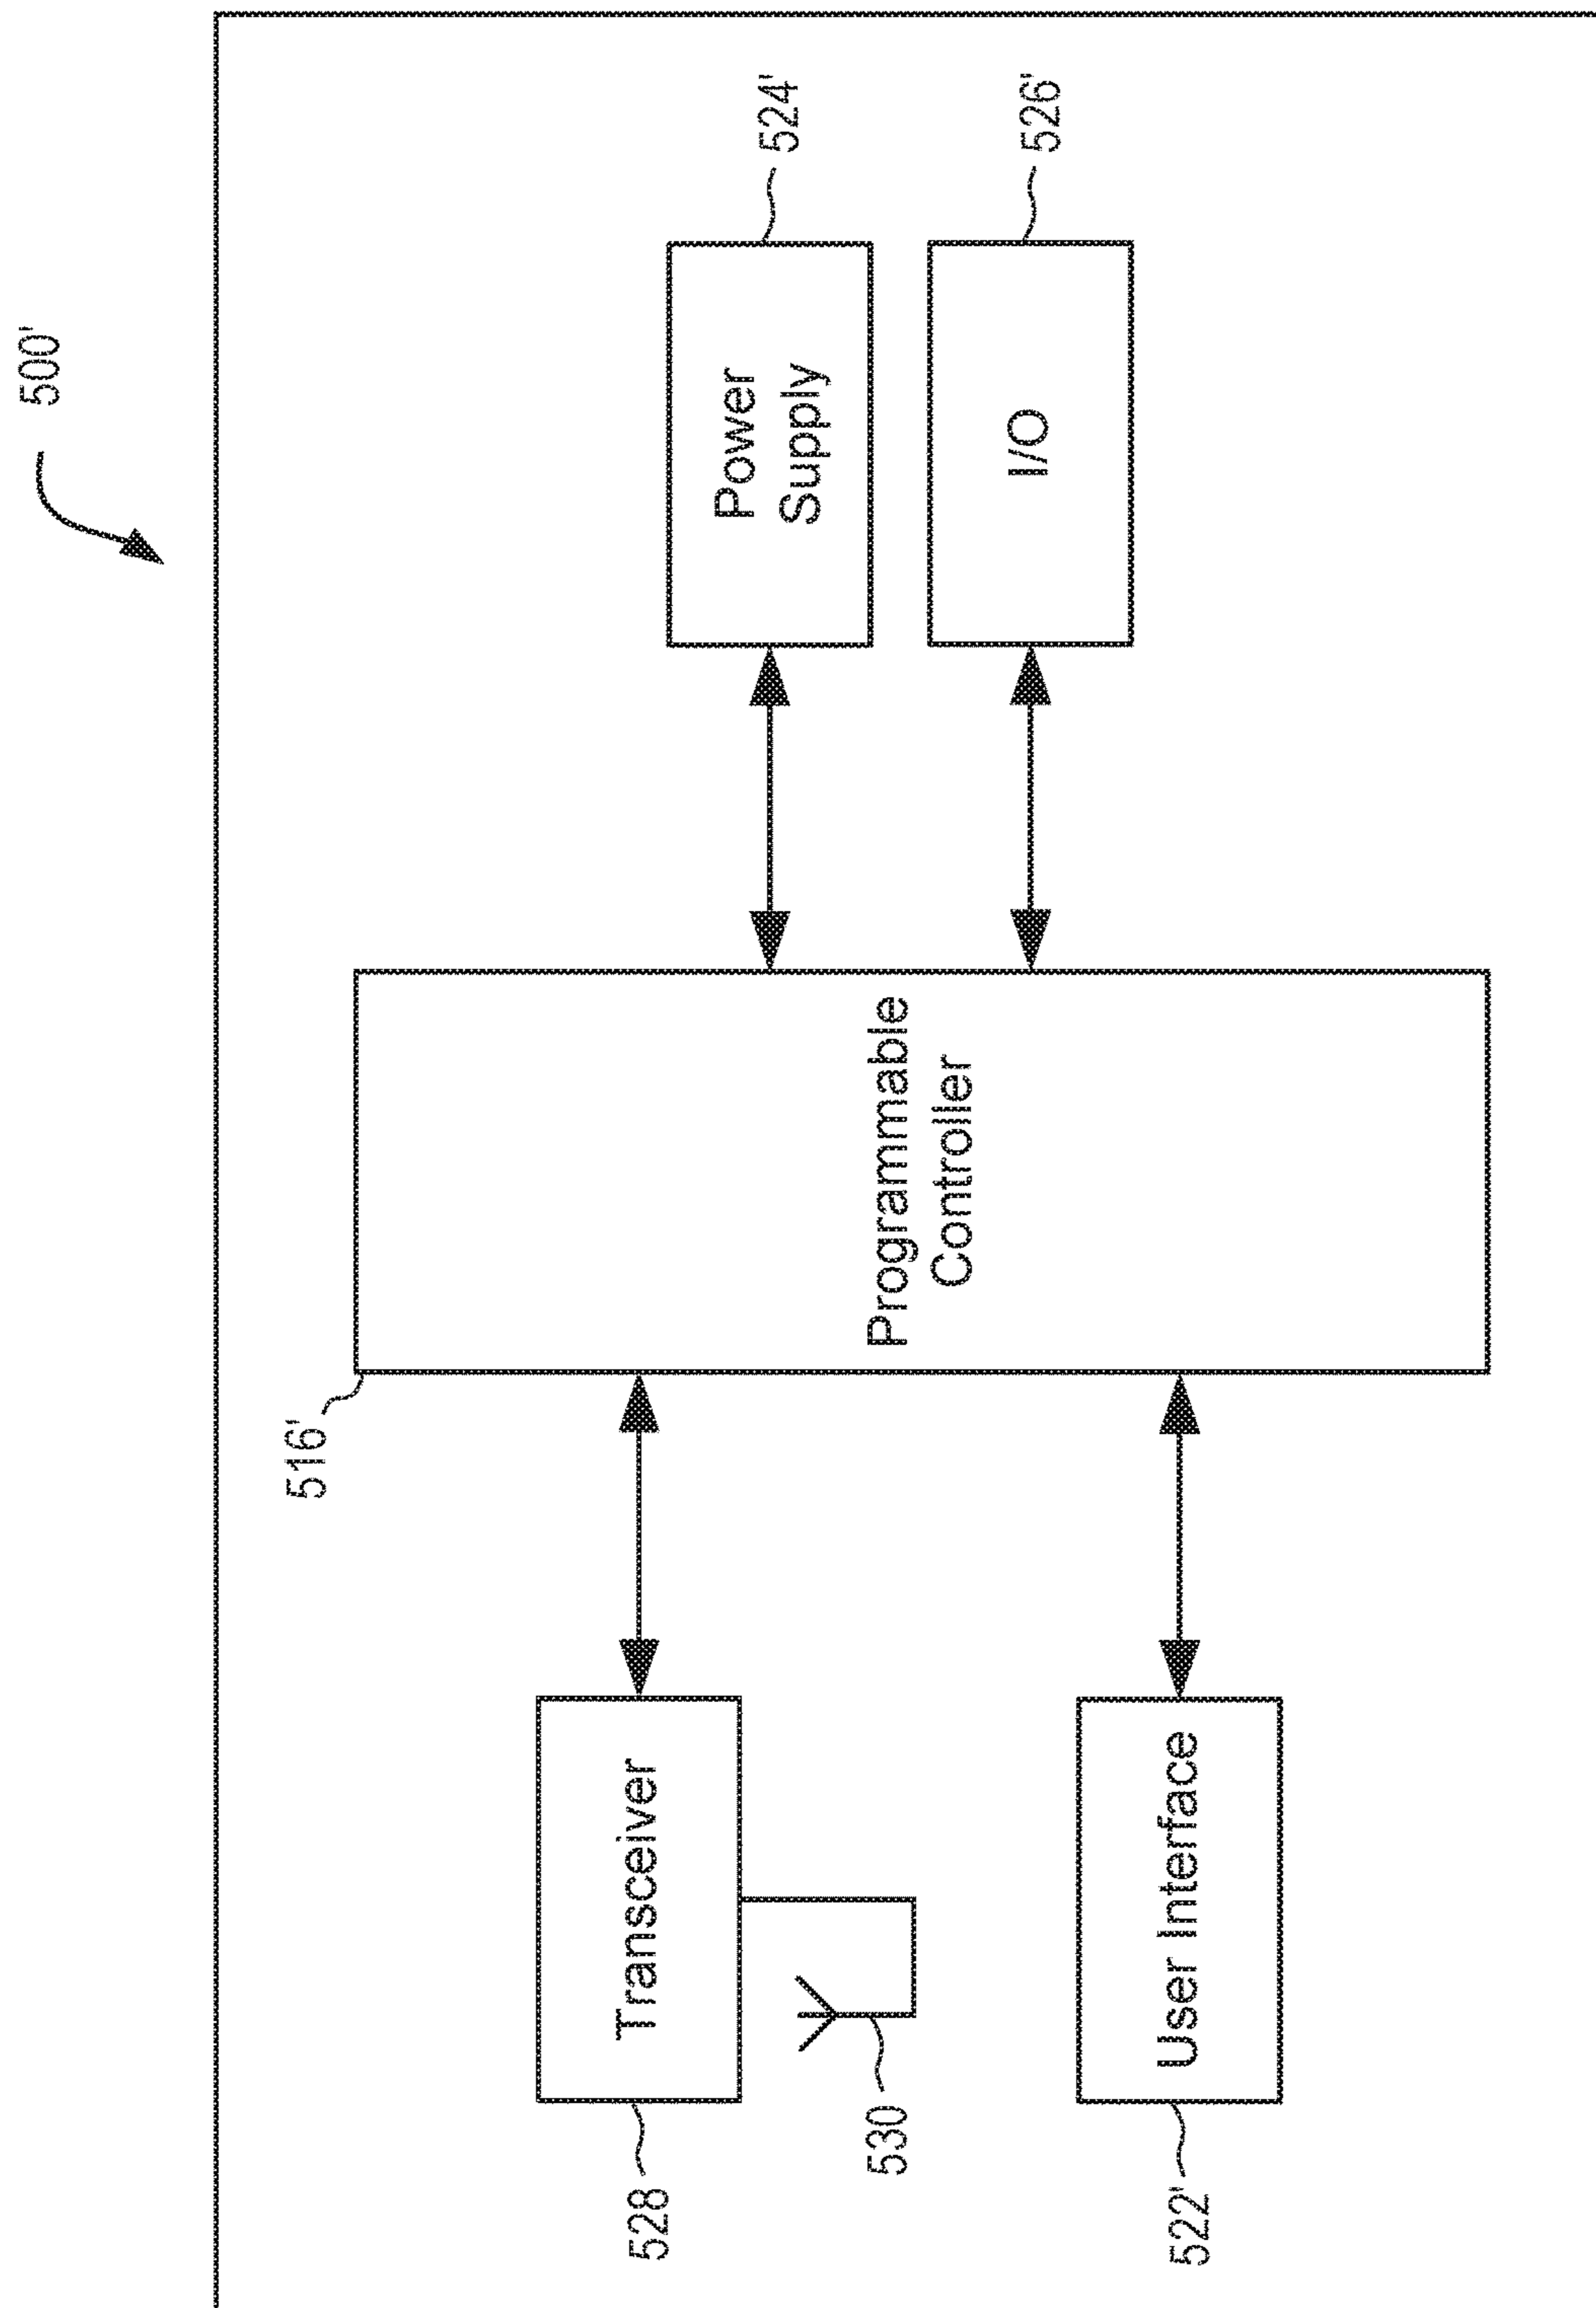 500'
516'
528
Transceiver
530
Programmable
Controller
Power
Supply
524'
I/O
526'
522'
User Interface